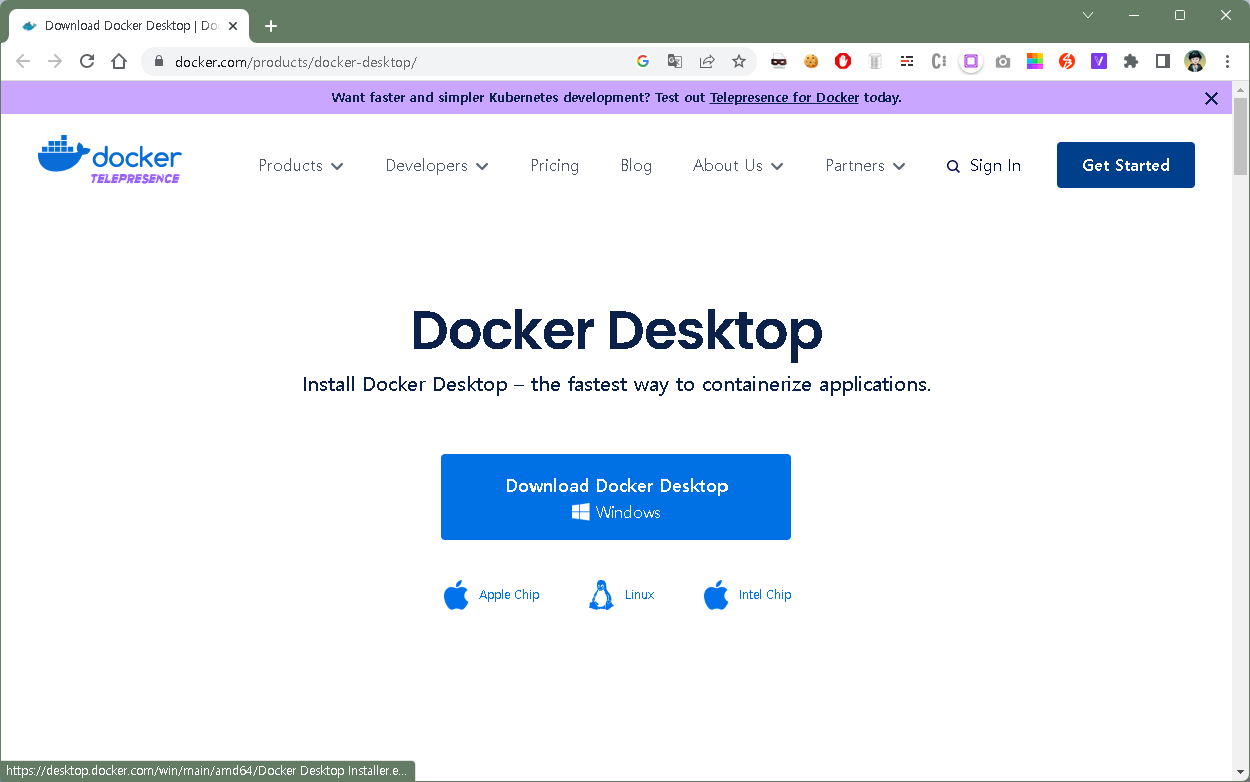 Download Docker Desktop | Do
docker.com/products/docker-desktop/
Want faster and simpler Kubernetes development? Test out Telepresence for Docker today.
docker
TELEPRESENCE
Products
Developers
Pricing
Blog
About Us
Partners
Sign In
Get Started
Docker Desktop
Install Docker Desktop – the fastest way to containerize applications.
Download Docker Desktop
Windows
Apple Chip
Linux
Intel Chip
https://desktop.docker.com/win/main/amd64/Docker Desktop Installer.e...